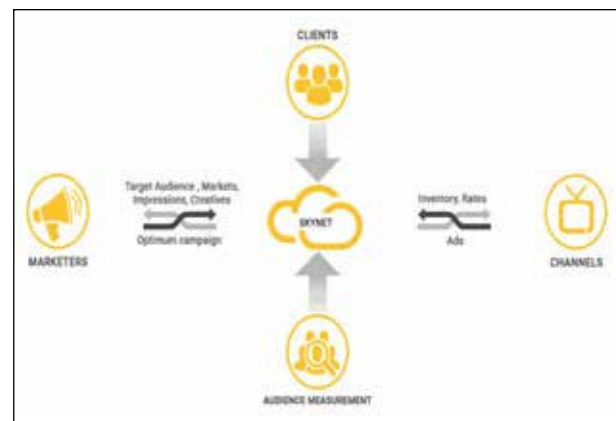 CLIENTS
Target Audience , Markets,
Impressions, Creatives
Optimum campaign
MARKETERS
SKYNET
Inventory, Rates
Ads
CHANNELS
AUDIENCE MEASUREMENT